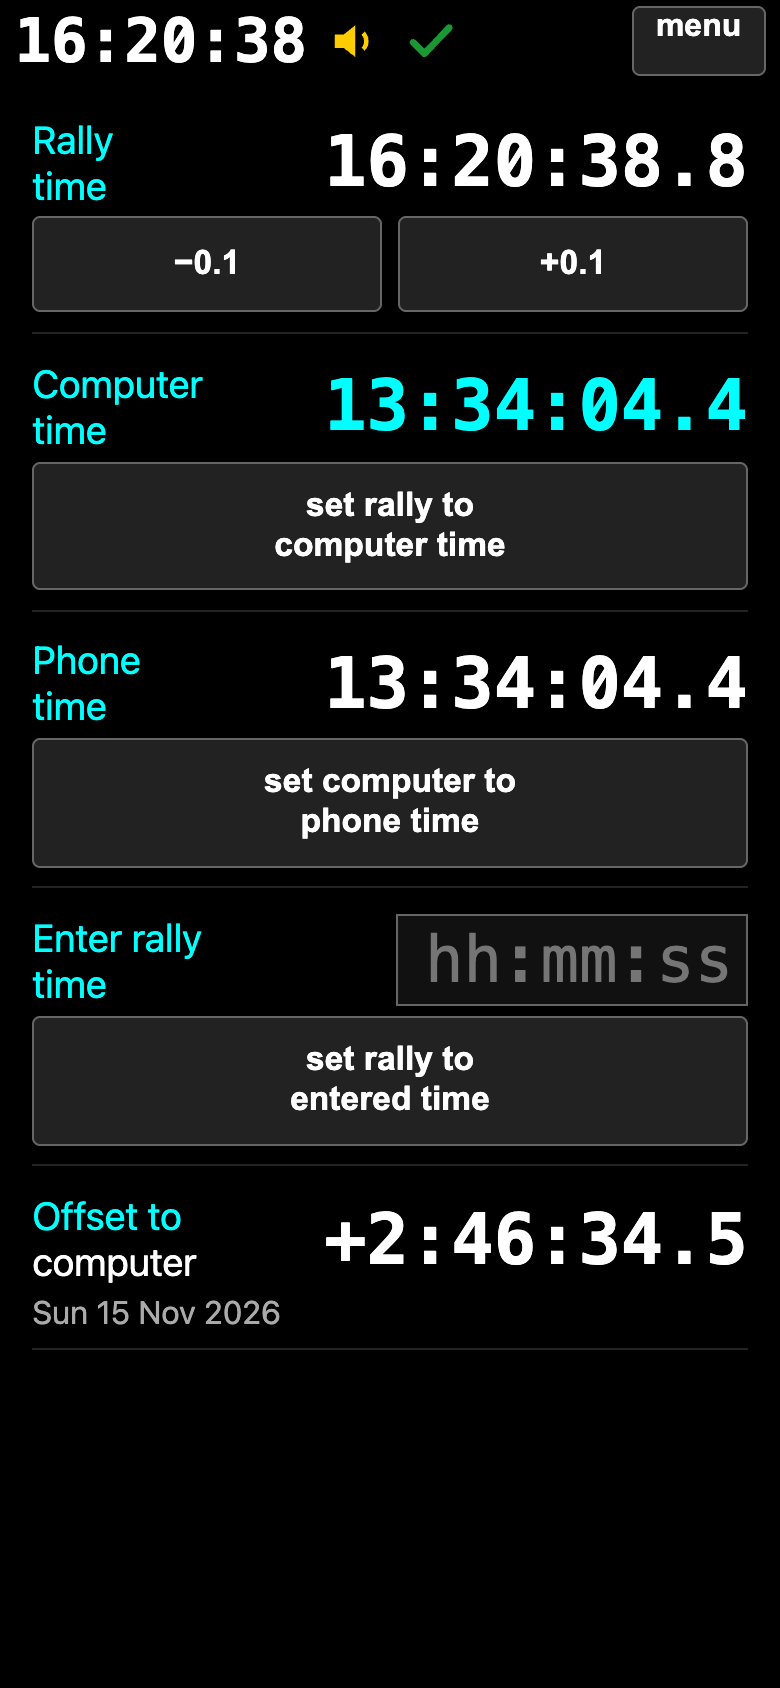 16:20:38
menu
Rally
time
16:20:38.8
−0.1
+0.1
Computer
time
13:34:04.4
set rally to
computer time
Phone
time
13:34:04.4
set computer to
phone time
Enter rally
time
hh:mm:ss
set rally to
entered time
Offset to
computer
+2:46:34.5
Sun 15 Nov 2026